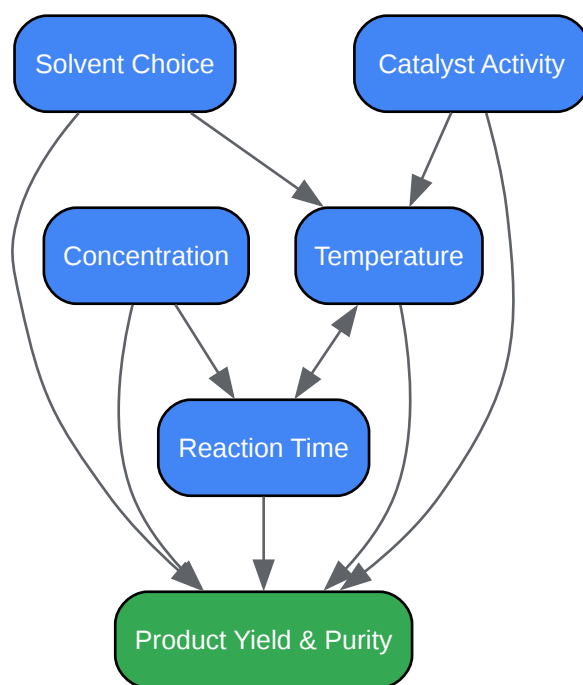 Solvent Choice
Catalyst Activity
Concentration
Temperature
Reaction Time
Product Yield & Purity